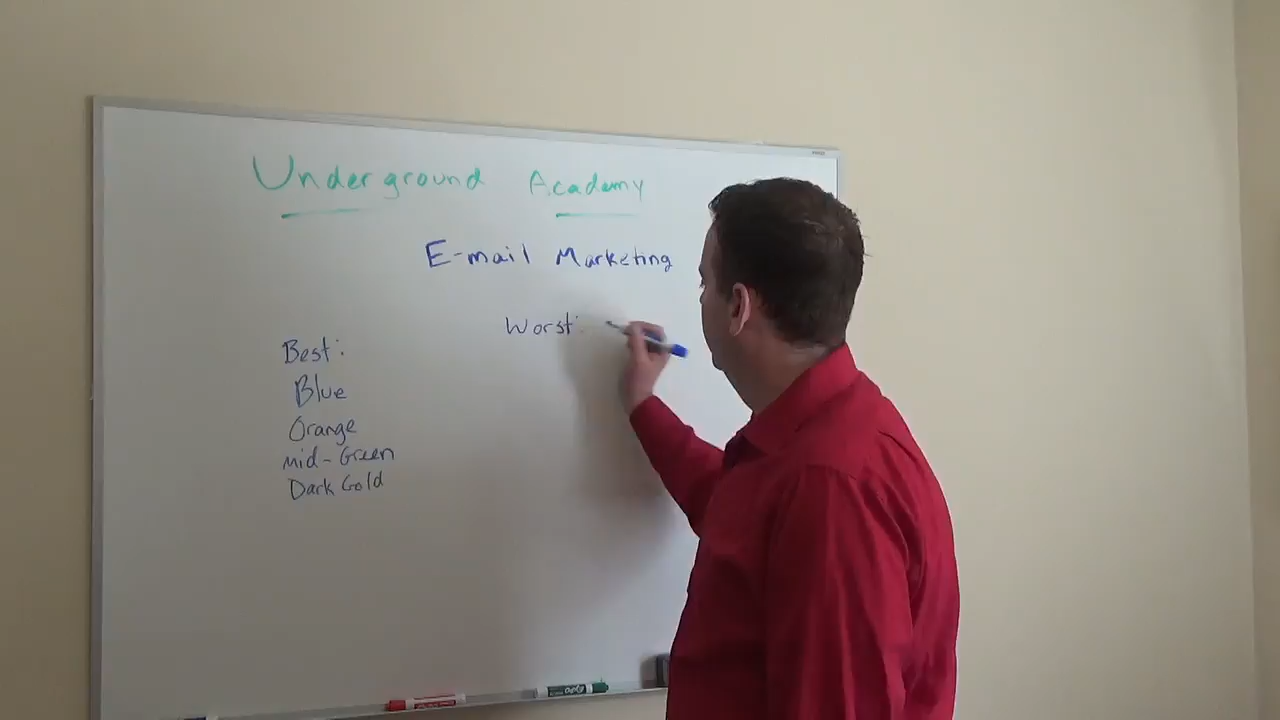 Underground Academy
E-mail Marketing
Worst:
Best:
Blue
Orange
Mid-Green
Dark Gold